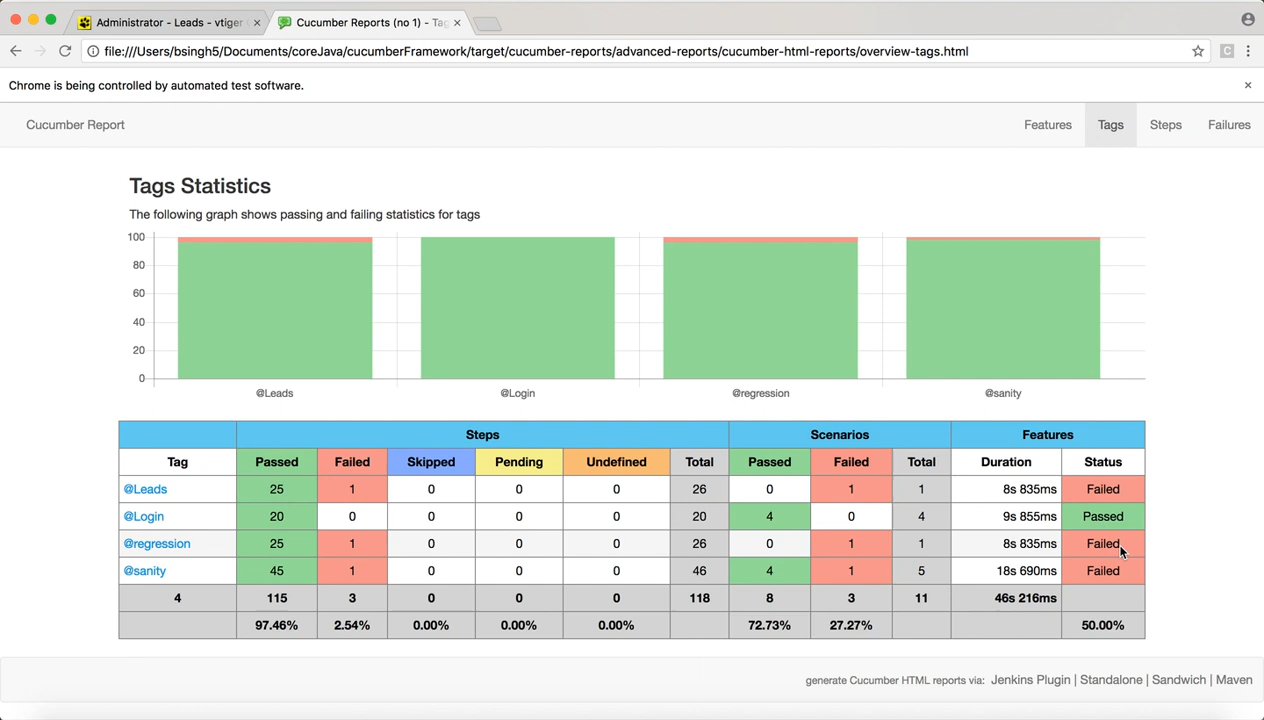 Administrator - Leads - vtiger
Cucumber Reports (no 1) - Tag
file:///Users/bsingh5/Documents/coreJava/cucumberFramework/target/cucumber-reports/advanced-reports/cucumber-html-reports/overview-tags.html
C
Chrome is being controlled by automated test software.
Cucumber Report Features Tags Steps Failures
Tags Statistics
The following graph shows passing and failing statistics for tags
100
80
60
40
20
0
@Leads @Login @regression @sanity
Steps Scenarios Features
Tag Passed Failed Skipped Pending Undefined Total Passed Failed Total Duration Status
@Leads 25 1 0 0 0 26 0 1 1 8s 835ms Failed
@Login 20 0 0 0 0 20 4 0 4 9s 855ms Passed
@regression 25 1 0 0 0 26 0 1 1 8s 835ms Failed
@sanity 45 1 0 0 0 46 4 1 5 18s 690ms Failed
4 115 3 0 0 0 118 8 3 11 46s 216ms
97.46% 2.54% 0.00% 0.00% 0.00% 72.73% 27.27% 50.00%
generate Cucumber HTML reports via: Jenkins Plugin | Standalone | Sandwich | Maven